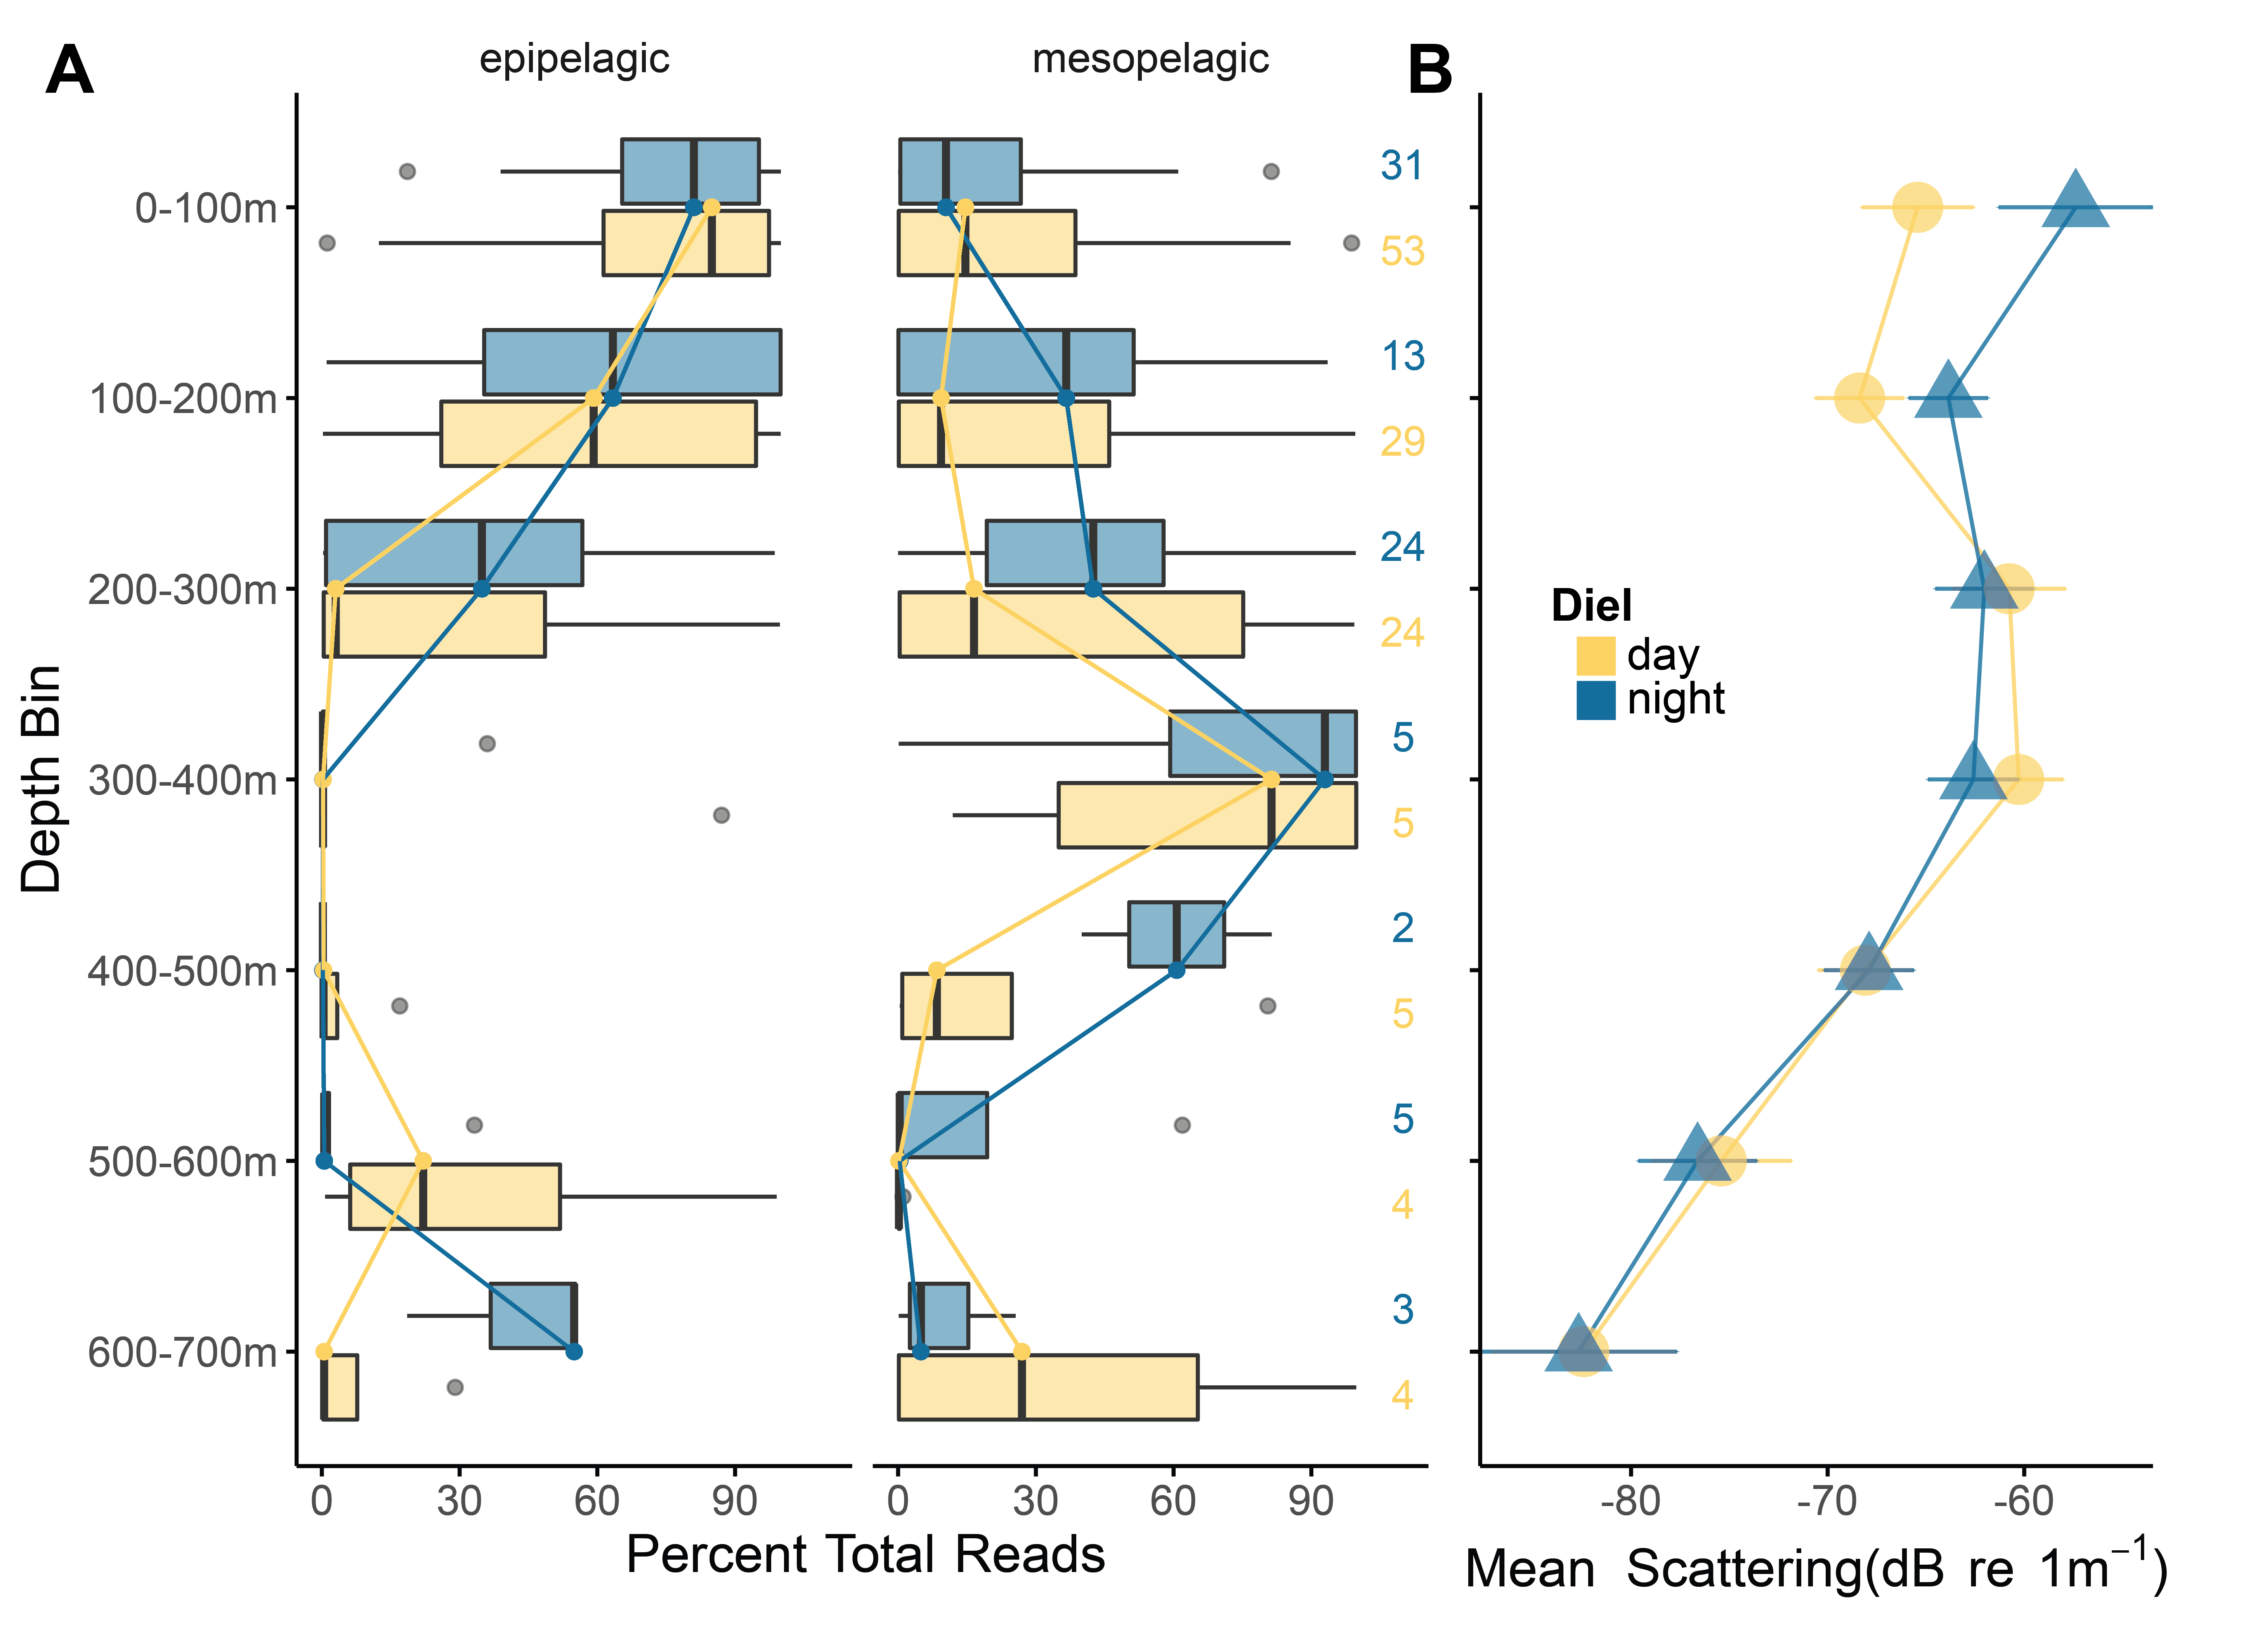 A
epipelagic
mesopelagic
B
31
0-100m
53
13
100-200m
29
24
200-300m
24
5
300-400m
5
2
400-500m
5
5
500-600m
4
3
600-700m
4
Depth Bin
Diel
day
night
0 30 60 90
0 30 60 90
-80 -70 -60
Percent Total Reads
Mean Scattering(dB re 1m⁻¹)